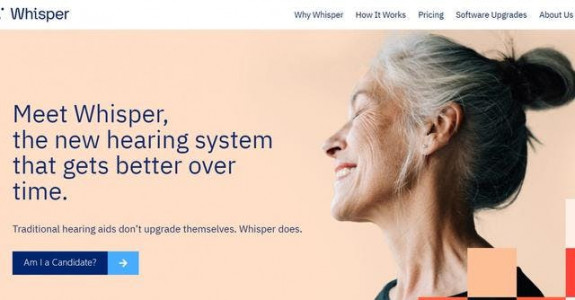 Whisper
Why Whisper How It Works Pricing Software Upgrades About Us
Meet Whisper,
the new hearing system
that gets better over
time.
Traditional hearing aids don't upgrade themselves. Whisper does.
Am I a Candidate?